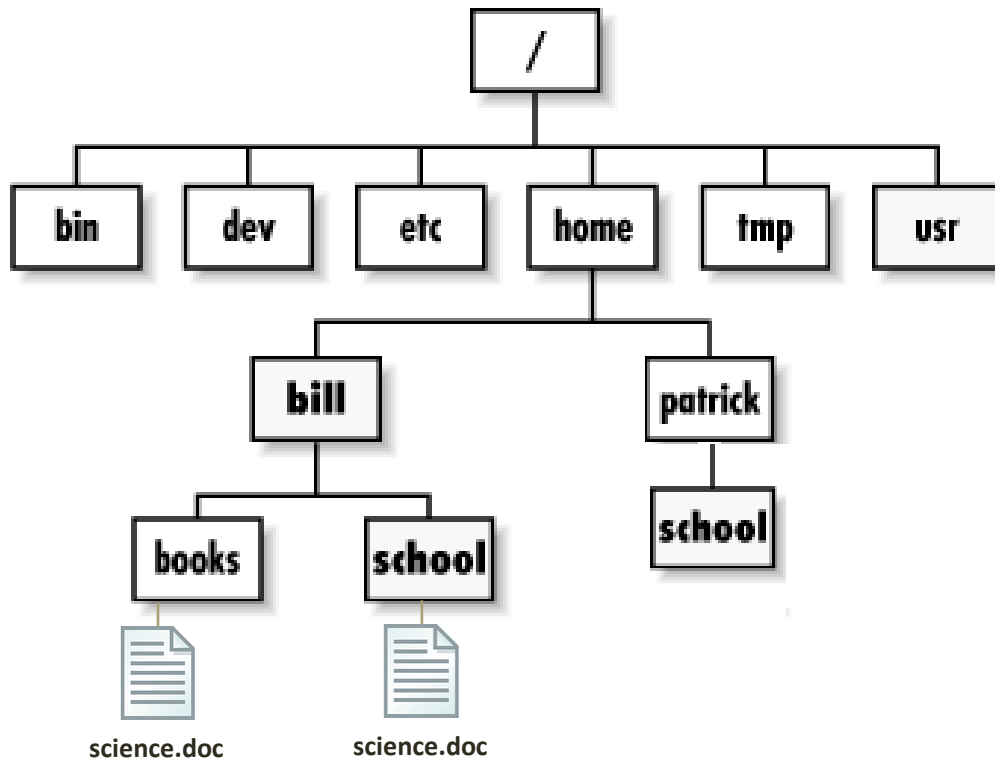 /
bin dev etc home tmp usr
bill patrick
school
books school
science.doc science.doc